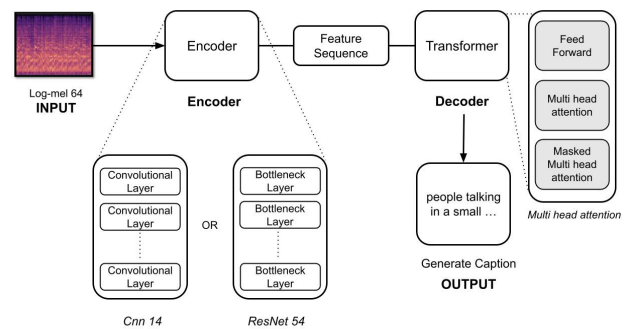 Log-mel 64
INPUT
Encoder
Encoder
Feature
Sequence
Transformer
Decoder
Feed
Forward
Multi head
attention
Masked
Multi head
attention
Multi head attention
Convolutional
Layer
Convolutional
Layer
Convolutional
Layer
Cnn 14
OR
Bottleneck
Layer
Bottleneck
Layer
Bottleneck
Layer
ResNet 54
people talking
in a small ...
Generate Caption
OUTPUT